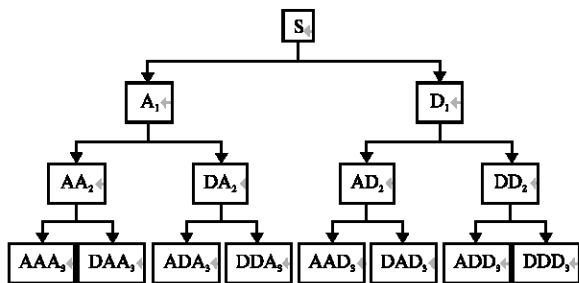 S
A₁ D₁
AA₂ DA₂ AD₂ DD₂
AAA₃ DAA₃ ADA₃ DDA₃ AAD₃ DAD₃ ADD₃ DDD₃